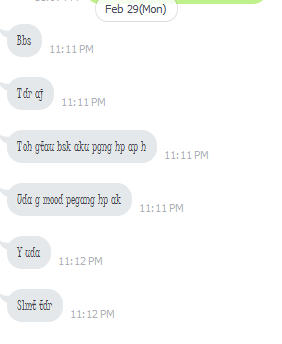 Feb 29(Mon)
Bbs
11:11 PM
Tdr aj
11:11 PM
Toh gtau bsk aku pgng hp ap h
11:11 PM
Uda g mood pegang hp ak
11:11 PM
Y uda
11:12 PM
Slmt tdr
11:12 PM